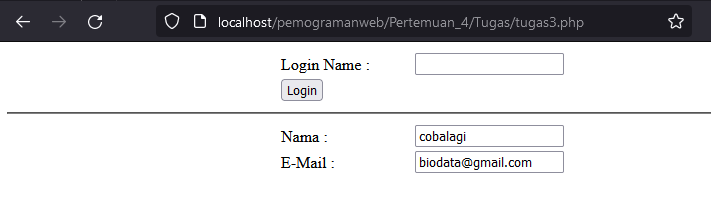 localhost/pemogramanweb/Pertemuan_4/Tugas/tugas3.php
Login Name :
Login
Nama : cobalagi
E-Mail : biodata@gmail.com